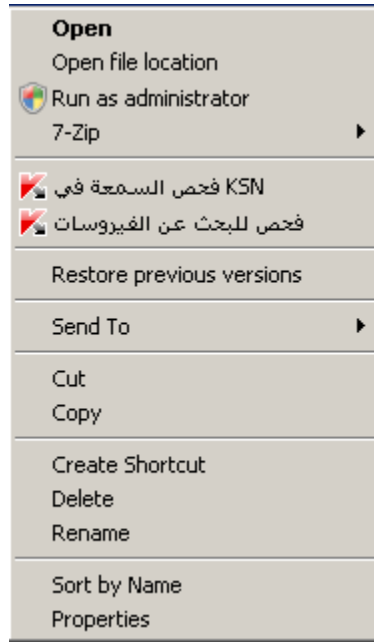 Open
Open file location
Run as administrator
7-Zip
فحص السمعة في KSN
فحص للبحث عن الفيروسات
Restore previous versions
Send To
Cut
Copy
Create Shortcut
Delete
Rename
Sort by Name
Properties